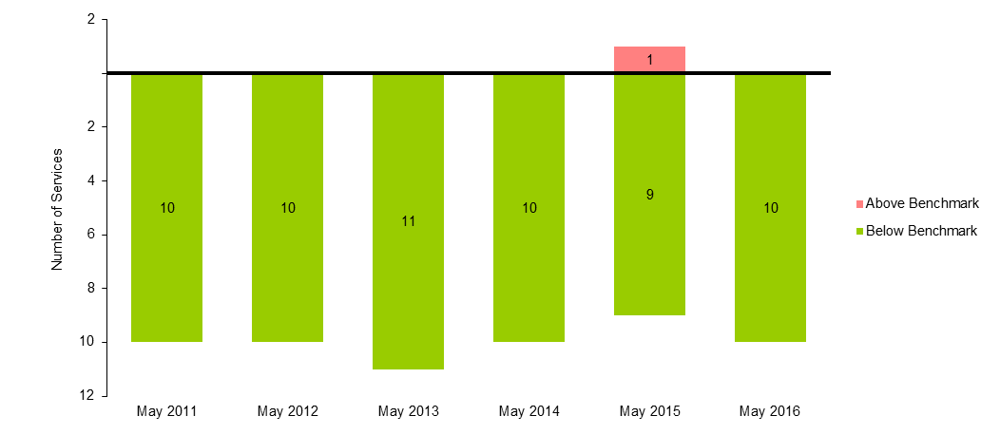 2
2
4
6
8
10
12
Number of Services
1
10
10
11
10
9
10
May 2011
May 2012
May 2013
May 2014
May 2015
May 2016
Above Benchmark
Below Benchmark